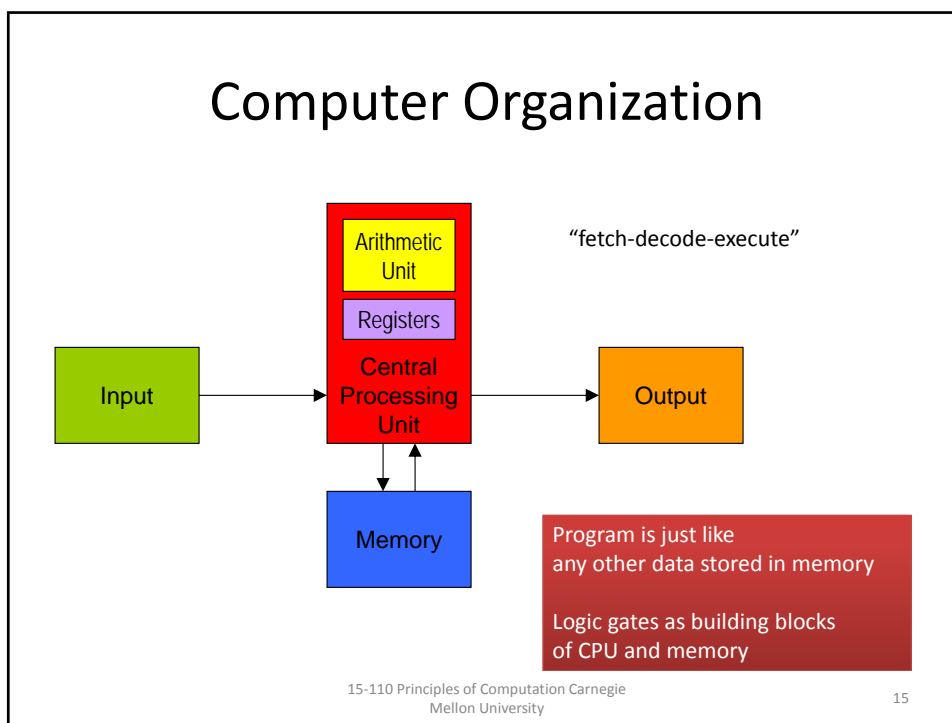 Computer Organization
Arithmetic
Unit
Registers
Central
Processing
Unit
“fetch-decode-execute”
Input
Output
Memory
Program is just like
any other data stored in memory
Logic gates as building blocks
of CPU and memory
15-110 Principles of Computation Carnegie
Mellon University
15